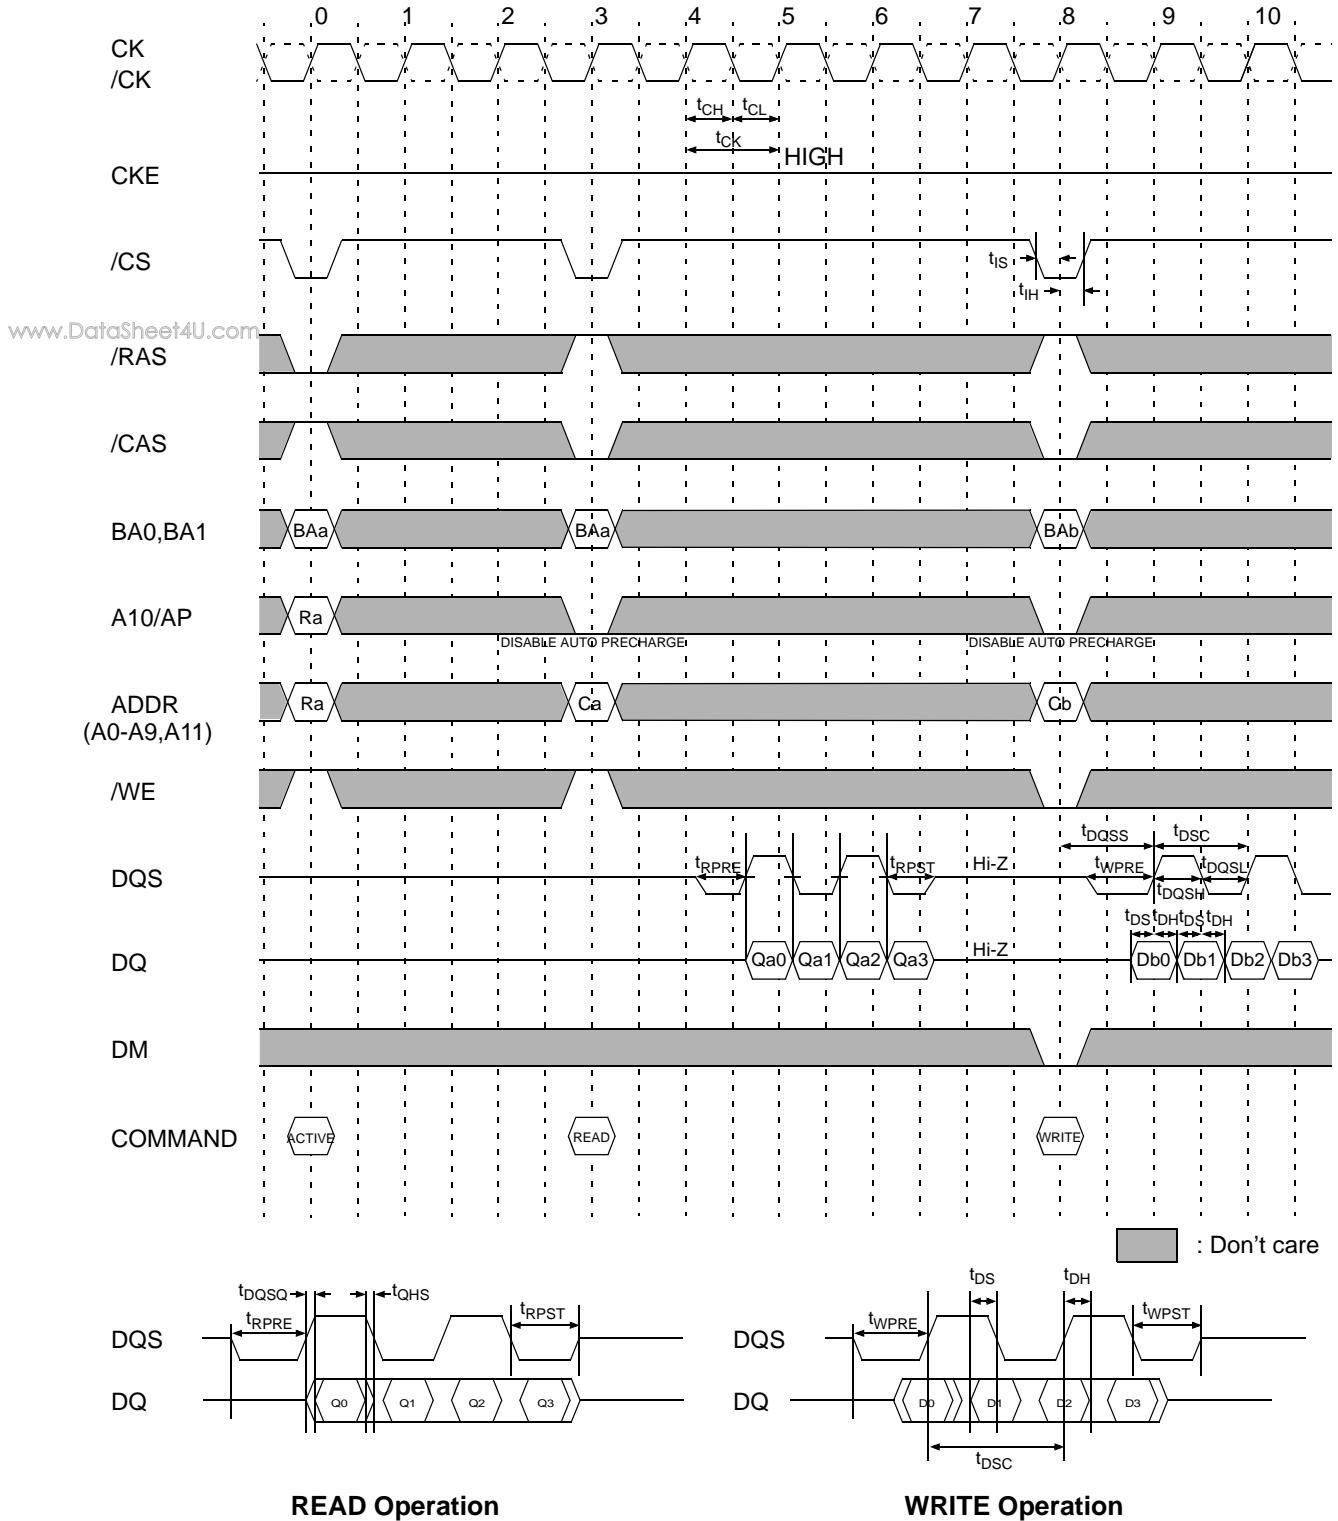 0 1 2 3 4 5 6 7 8 9 10
CK
/CK
tCH tCL
tCK
HIGH
CKE
/CS
tIS
tIH
www.DataSheet4U.com
/RAS
/CAS
BA0,BA1 BAa BAa BAb
A10/AP Ra
DISABLE AUTO PRECHARGE DISABLE AUTO PRECHARGE
ADDR Ra Ca Cb
(A0-A9,A11)
/WE
tDQSS tDSC
DQS tRPRE tRPST Hi-Z tWPRE tDQSL
tDQSH
tDS tDH tDS tDH
DQ Qa0 Qa1 Qa2 Qa3 Hi-Z Db0 Db1 Db2 Db3
DM
COMMAND ACTIVE READ WRITE
: Don't care
tDQSQ tQHS
tRPRE tRPST
DQS
DQ Q0 Q1 Q2 Q3
READ Operation
tDS tDH
tWPRE tWPST
DQS
DQ D0 D1 D2 D3
tDSC
WRITE Operation